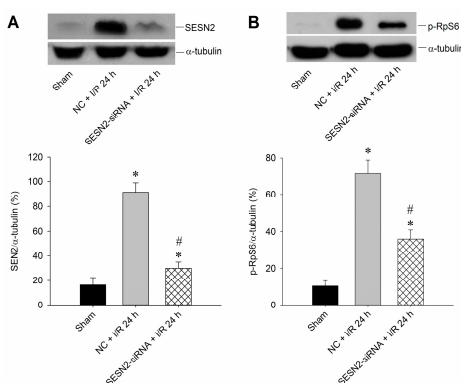 A
SESN2
α-tubulin
Sham
NC + I/P 24 h
SESN2-siRNA + I/R 24 h
SEN2/α-tubulin (%)
120
100
80
60
40
20
0
*
#
*
Sham
NC + I/R 24 h
SESN2-siRNA + I/R 24 h
B
p-RpS6
α-tubulin
Sham
NC + I/R 24 h
SESN2-siRNA + I/R 24 h
p-RpS6/α-tubulin (%)
80
60
40
20
0
*
#
*
Sham
NC + I/R 24 h
SESN2-siRNA + I/R 24 h